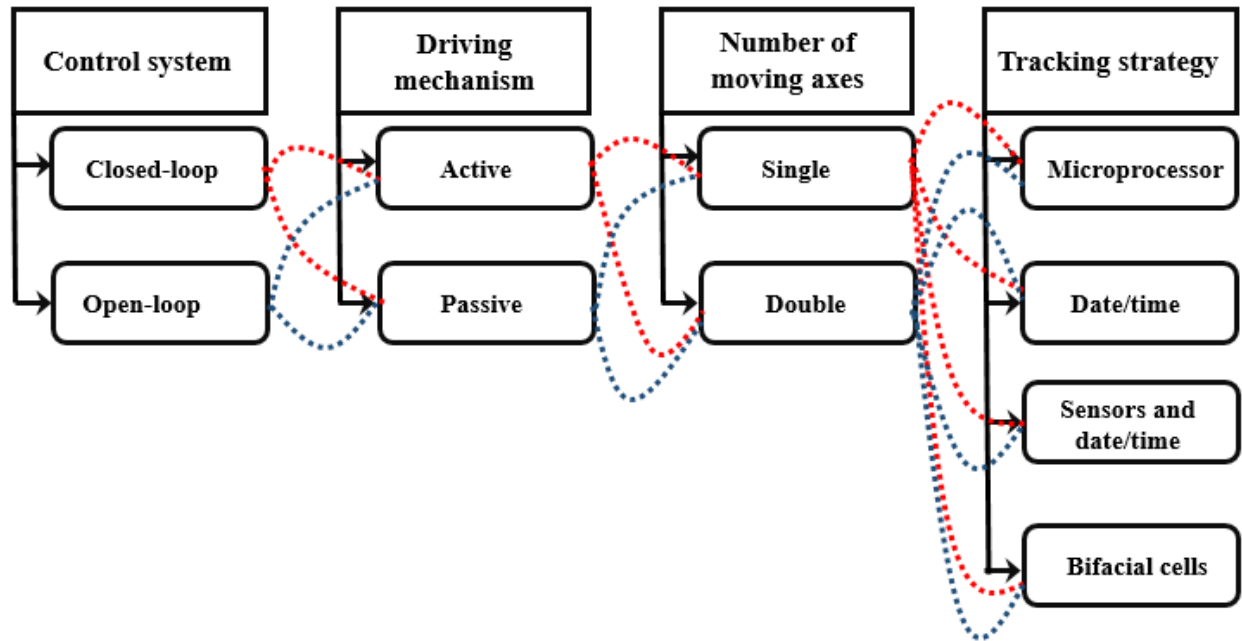 Control system
Driving
mechanism
Number of
moving axes
Tracking strategy
Closed-loop
Active
Single
Microprocessor
Open-loop
Passive
Double
Date/time
Sensors and
date/time
Bifacial cells